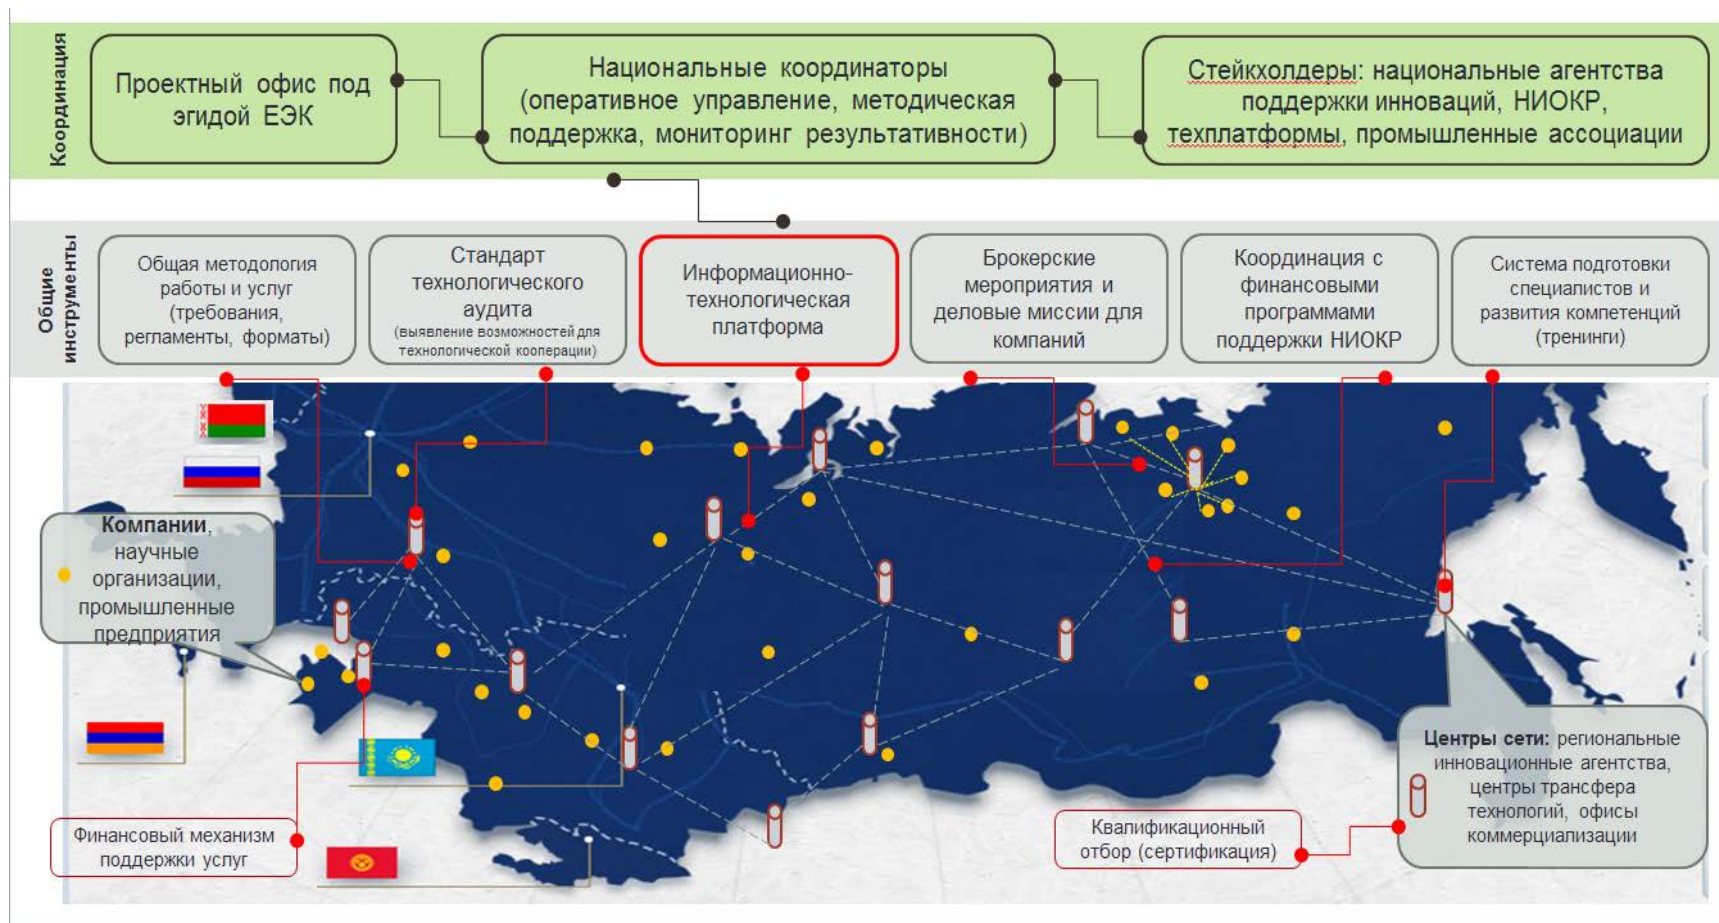 Координация
Проектный офис под
эгидой ЕЭК
Национальные координаторы
(оперативное управление, методическая
поддержка, мониторинг результативности)
Стейкхолдеры: национальные агентства
поддержки инноваций, НИОКР,
техплатформы, промышленные ассоциации
Общие
инструменты
Общая методология
работы и услуг
(требования,
регламенты, форматы)
Стандарт
технологического
аудита
(выявление возможностей для
технологической кооперации)
Информационно-
технологическая
платформа
Брокерские
мероприятия и
деловые миссии для
компаний
Координация с
финансовыми
программами
поддержки НИОКР
Система подготовки
специалистов и
развития компетенций
(тренинги)
Компании,
научные
организации,
промышленные
предприятия
Финансовый механизм
поддержки услуг
Квалификационный
отбор (сертификация)
Центры сети: региональные
инновационные агентства,
центры трансфера
технологий, офисы
коммерциализации